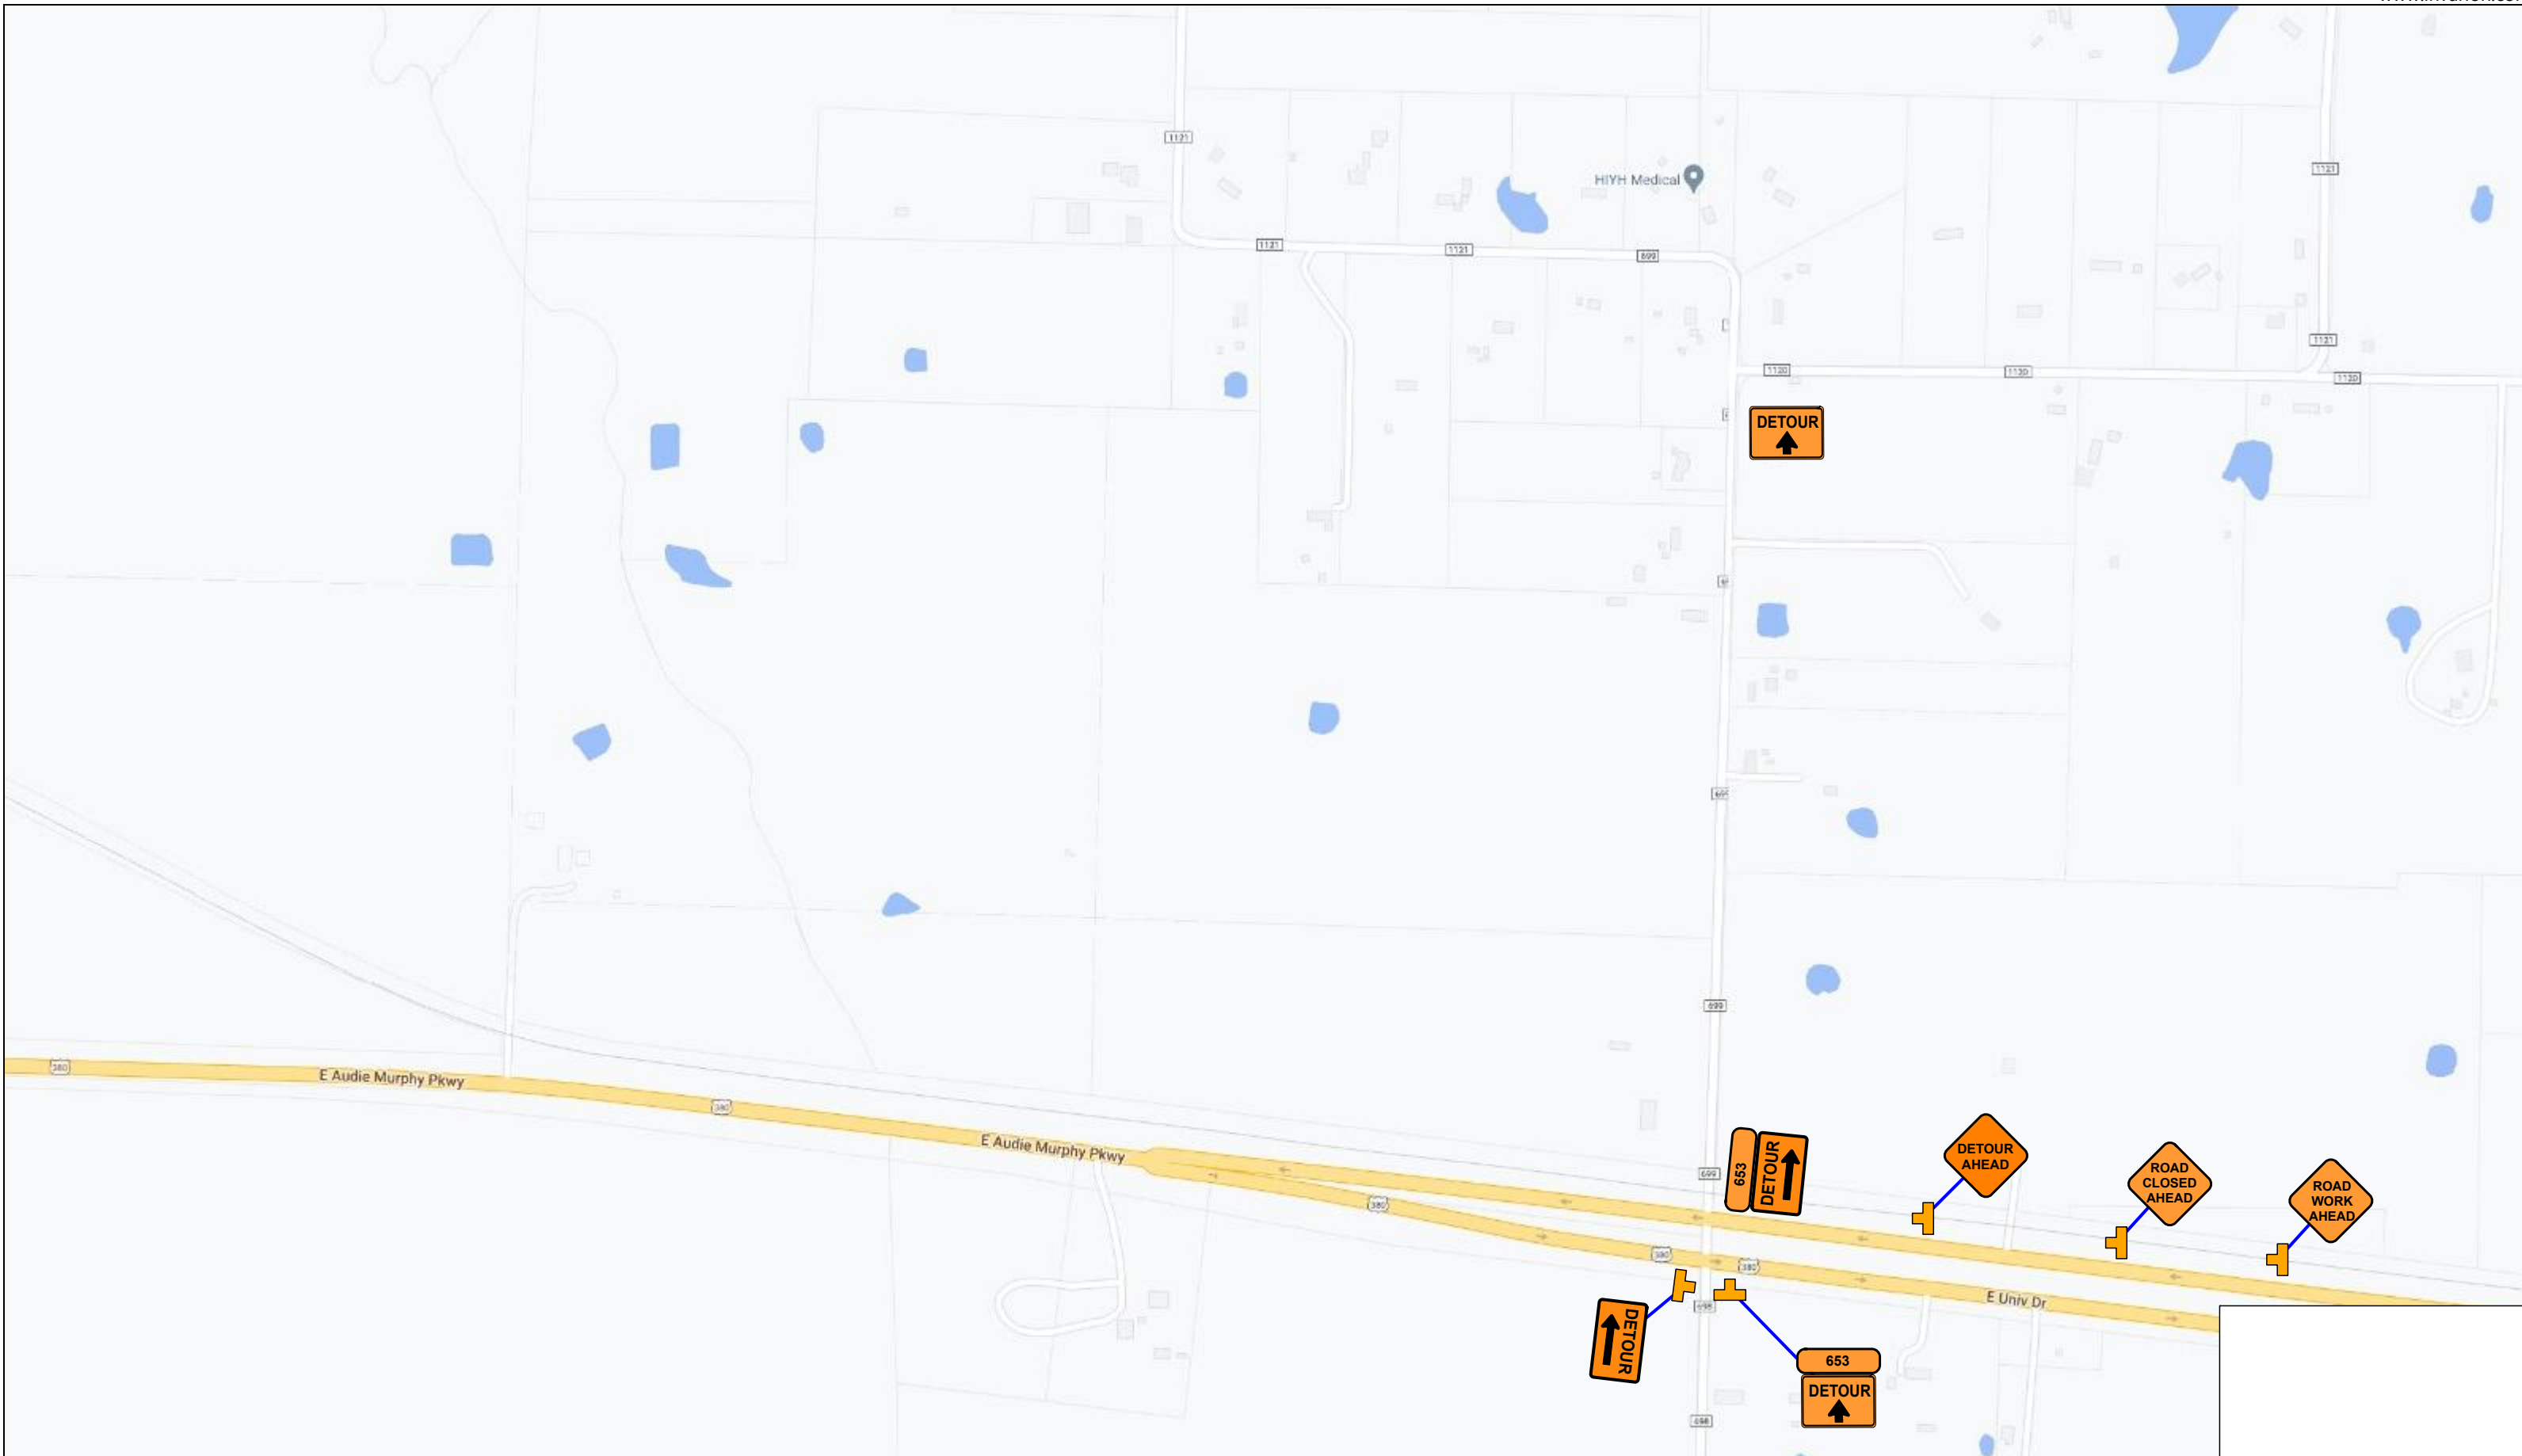 1121
1121
HIYH Medical
1121
1121
899
1121
1120
1120
1120
DETOUR
699
699
380
E Audie Murphy Pkwy
380
E Audie Murphy Pkwy
699
653
DETOUR
DETOUR
AHEAD
ROAD
CLOSED
AHEAD
ROAD
WORK
AHEAD
380
380
380
E Univ Dr
698
DETOUR
653
DETOUR
698